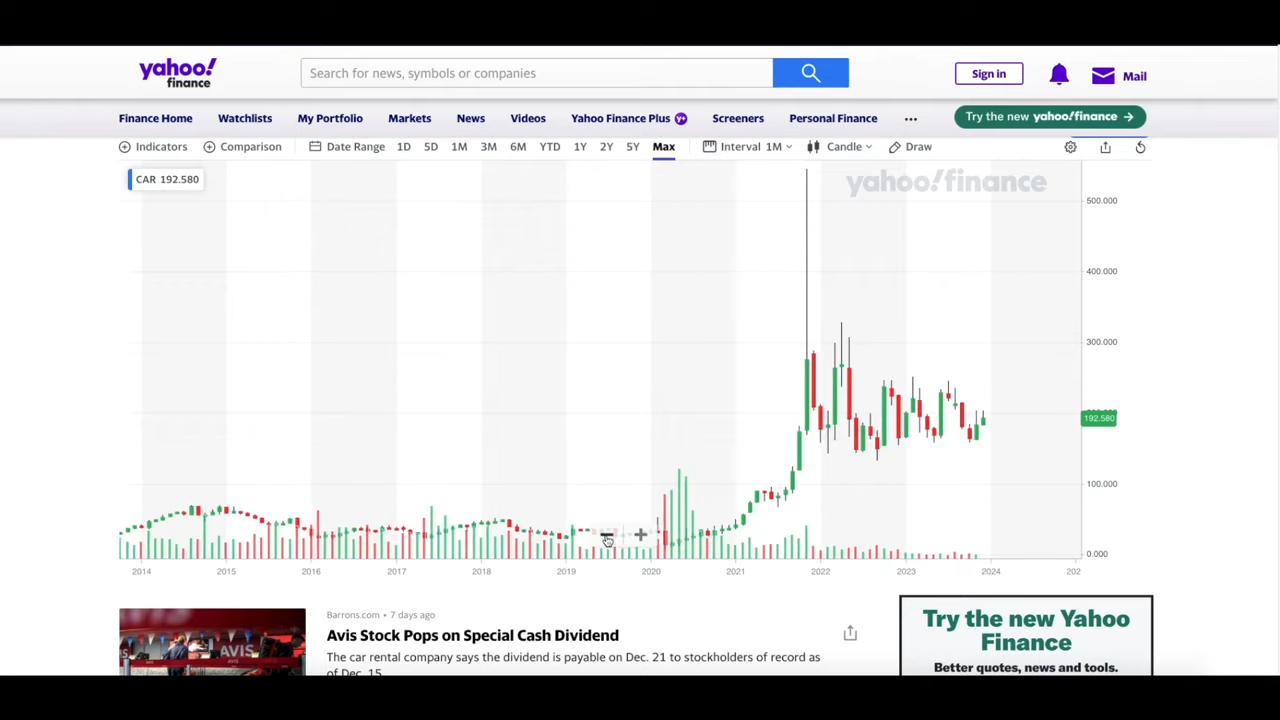 yahoo!
finance
Search for news, symbols or companies
Sign in
Mail
Finance Home
Watchlists
My Portfolio
Markets
News
Videos
Yahoo Finance Plus
Screeners
Personal Finance
...
Try the new yahoo!finance →
Indicators
Comparison
Date Range
1D
5D
1M
3M
6M
YTD
1Y
2Y
5Y
Max
Interval 1M
Candle
Draw
CAR 192.580
yahoo!finance
500.000
400.000
300.000
192.580
100.000
0.000
2014
2015
2016
2017
2018
2019
2020
2021
2022
2023
2024
202
Barrons.com • 7 days ago
Avis Stock Pops on Special Cash Dividend
The car rental company says the dividend is payable on Dec. 21 to stockholders of record as
of Dec. 15
AVIS
Try the new Yahoo
Finance
Better quotes, news and tools.